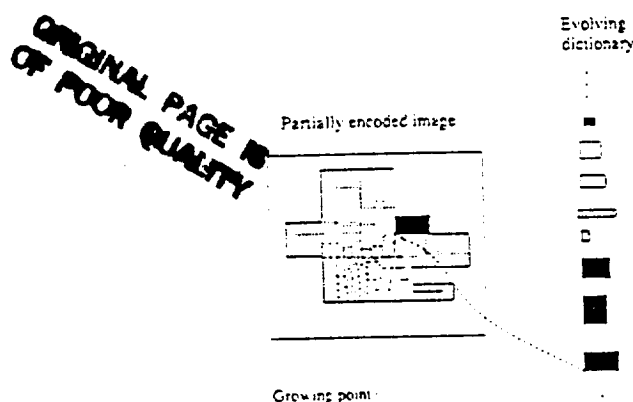 ORIGINAL PAGE IS
OF POOR QUALITY
Evolving
dictionary
Partially encoded image
Growing point